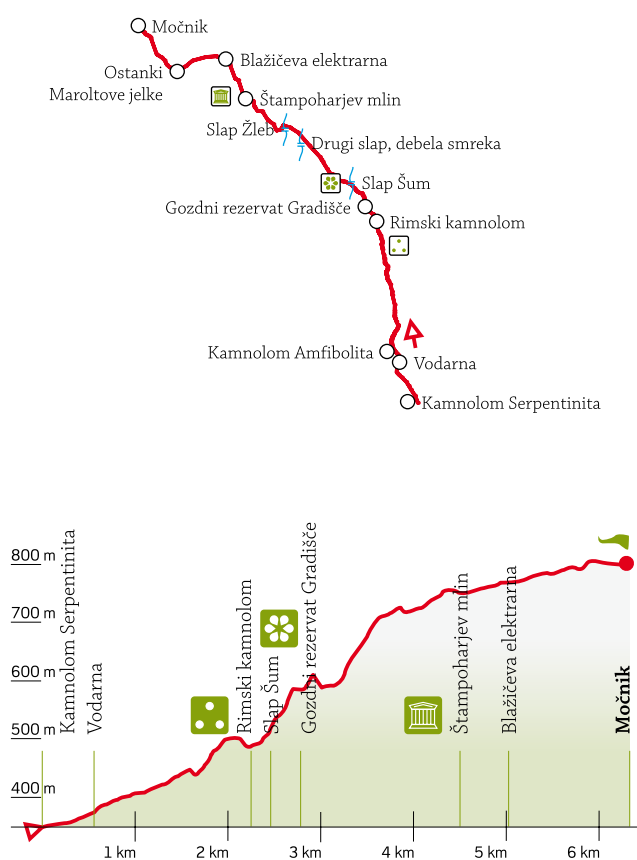 Močnik
Ostanki
Maroltove jelke
Blažičeva elektrarna
Štampoharjev mlin
Slap Žleb
Drugi slap, debela smreka
Slap Šum
Gozdni rezervat Gradišče
Rimski kamnolom
Kamnolom Amfibolita
Vodarna
Kamnolom Serpentinita
800 m
700 m
600 m
500 m
400 m
Kamnolom Serpentinita
Vodarna
Rimski kamnolom
Slap Šum
Gozdni rezervat Gradišče
Štampoharjev mlin
Blažičeva elektrarna
Močnik
1 km
2 km
3 km
4 km
5 km
6 km